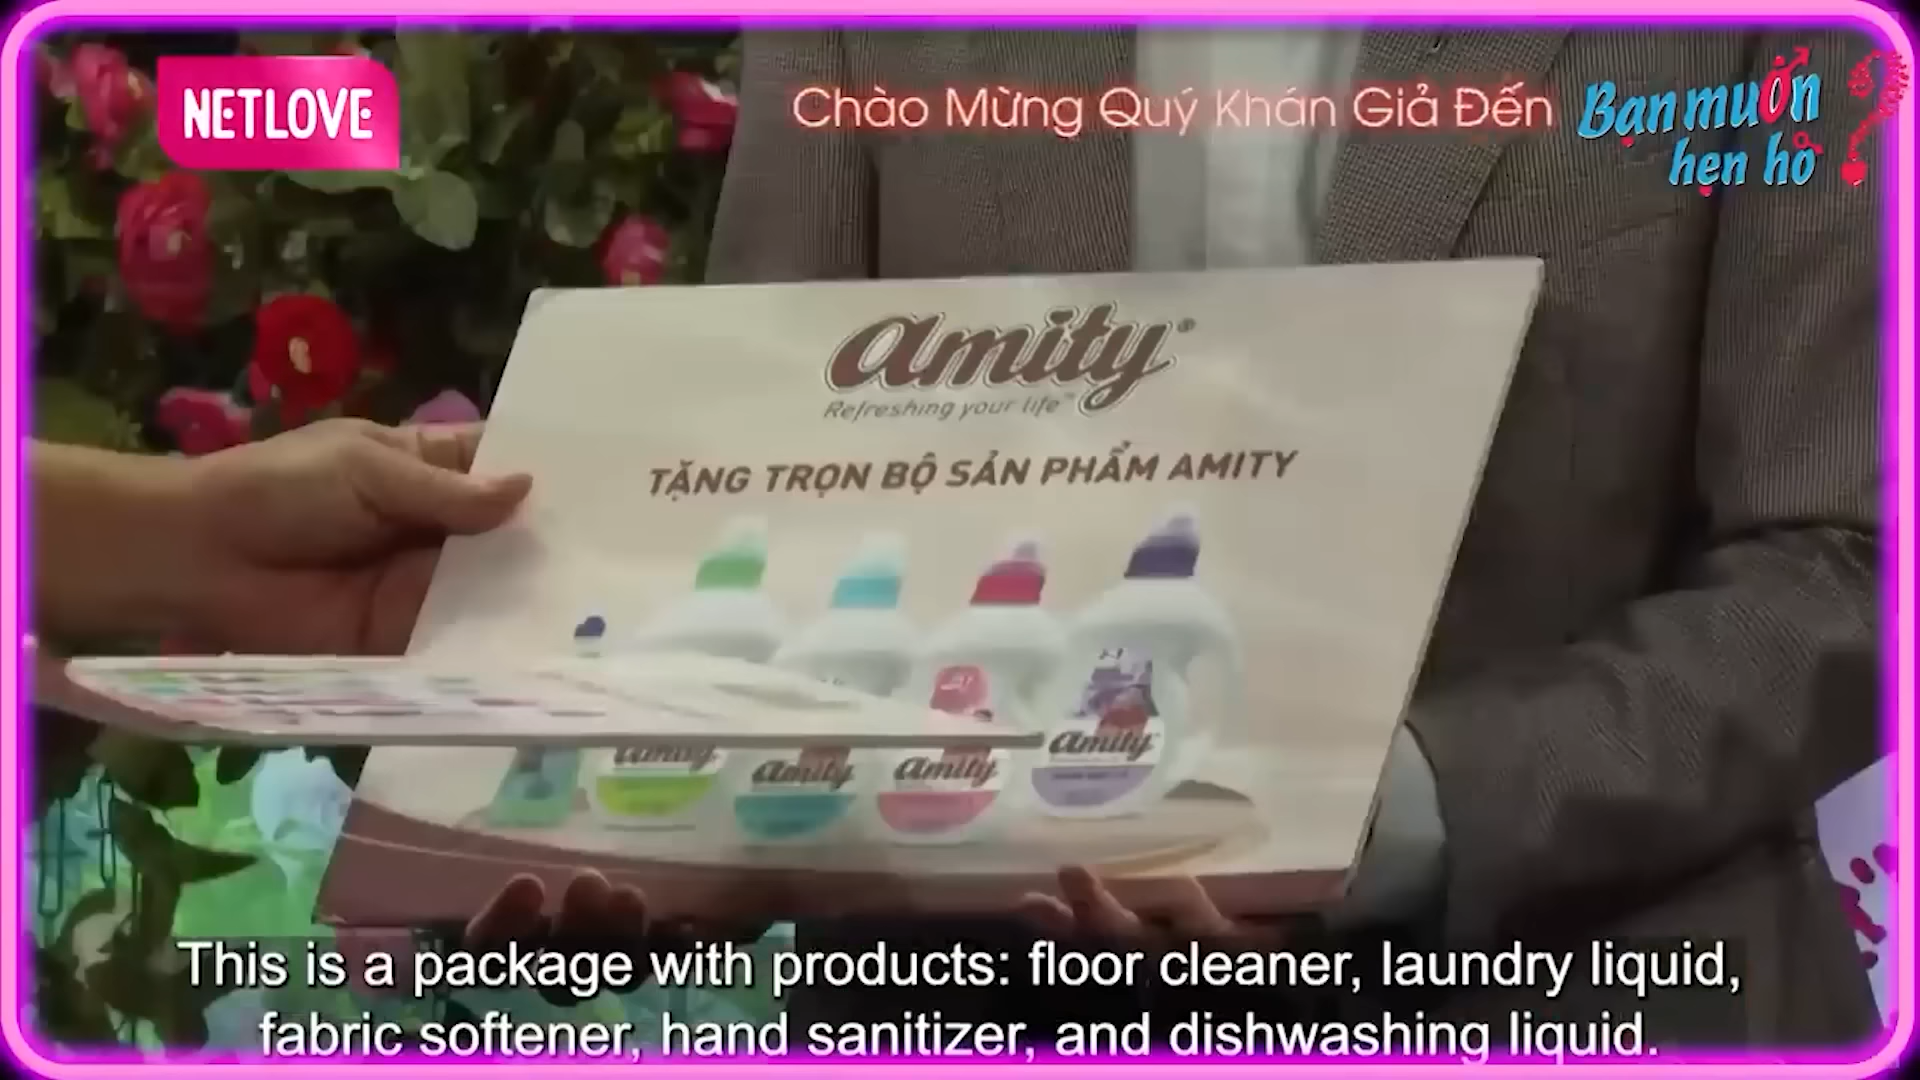 NETLOVE
Chào Mừng Quý Khán Giả Đến
Bạn muốn
hẹn hò
?
amity®
Refreshing your life™
TẶNG TRỌN BỘ SẢN PHẨM AMITY
amity
amity
amity
amity
This is a package with products: floor cleaner, laundry liquid,
fabric softener, hand sanitizer, and dishwashing liquid.